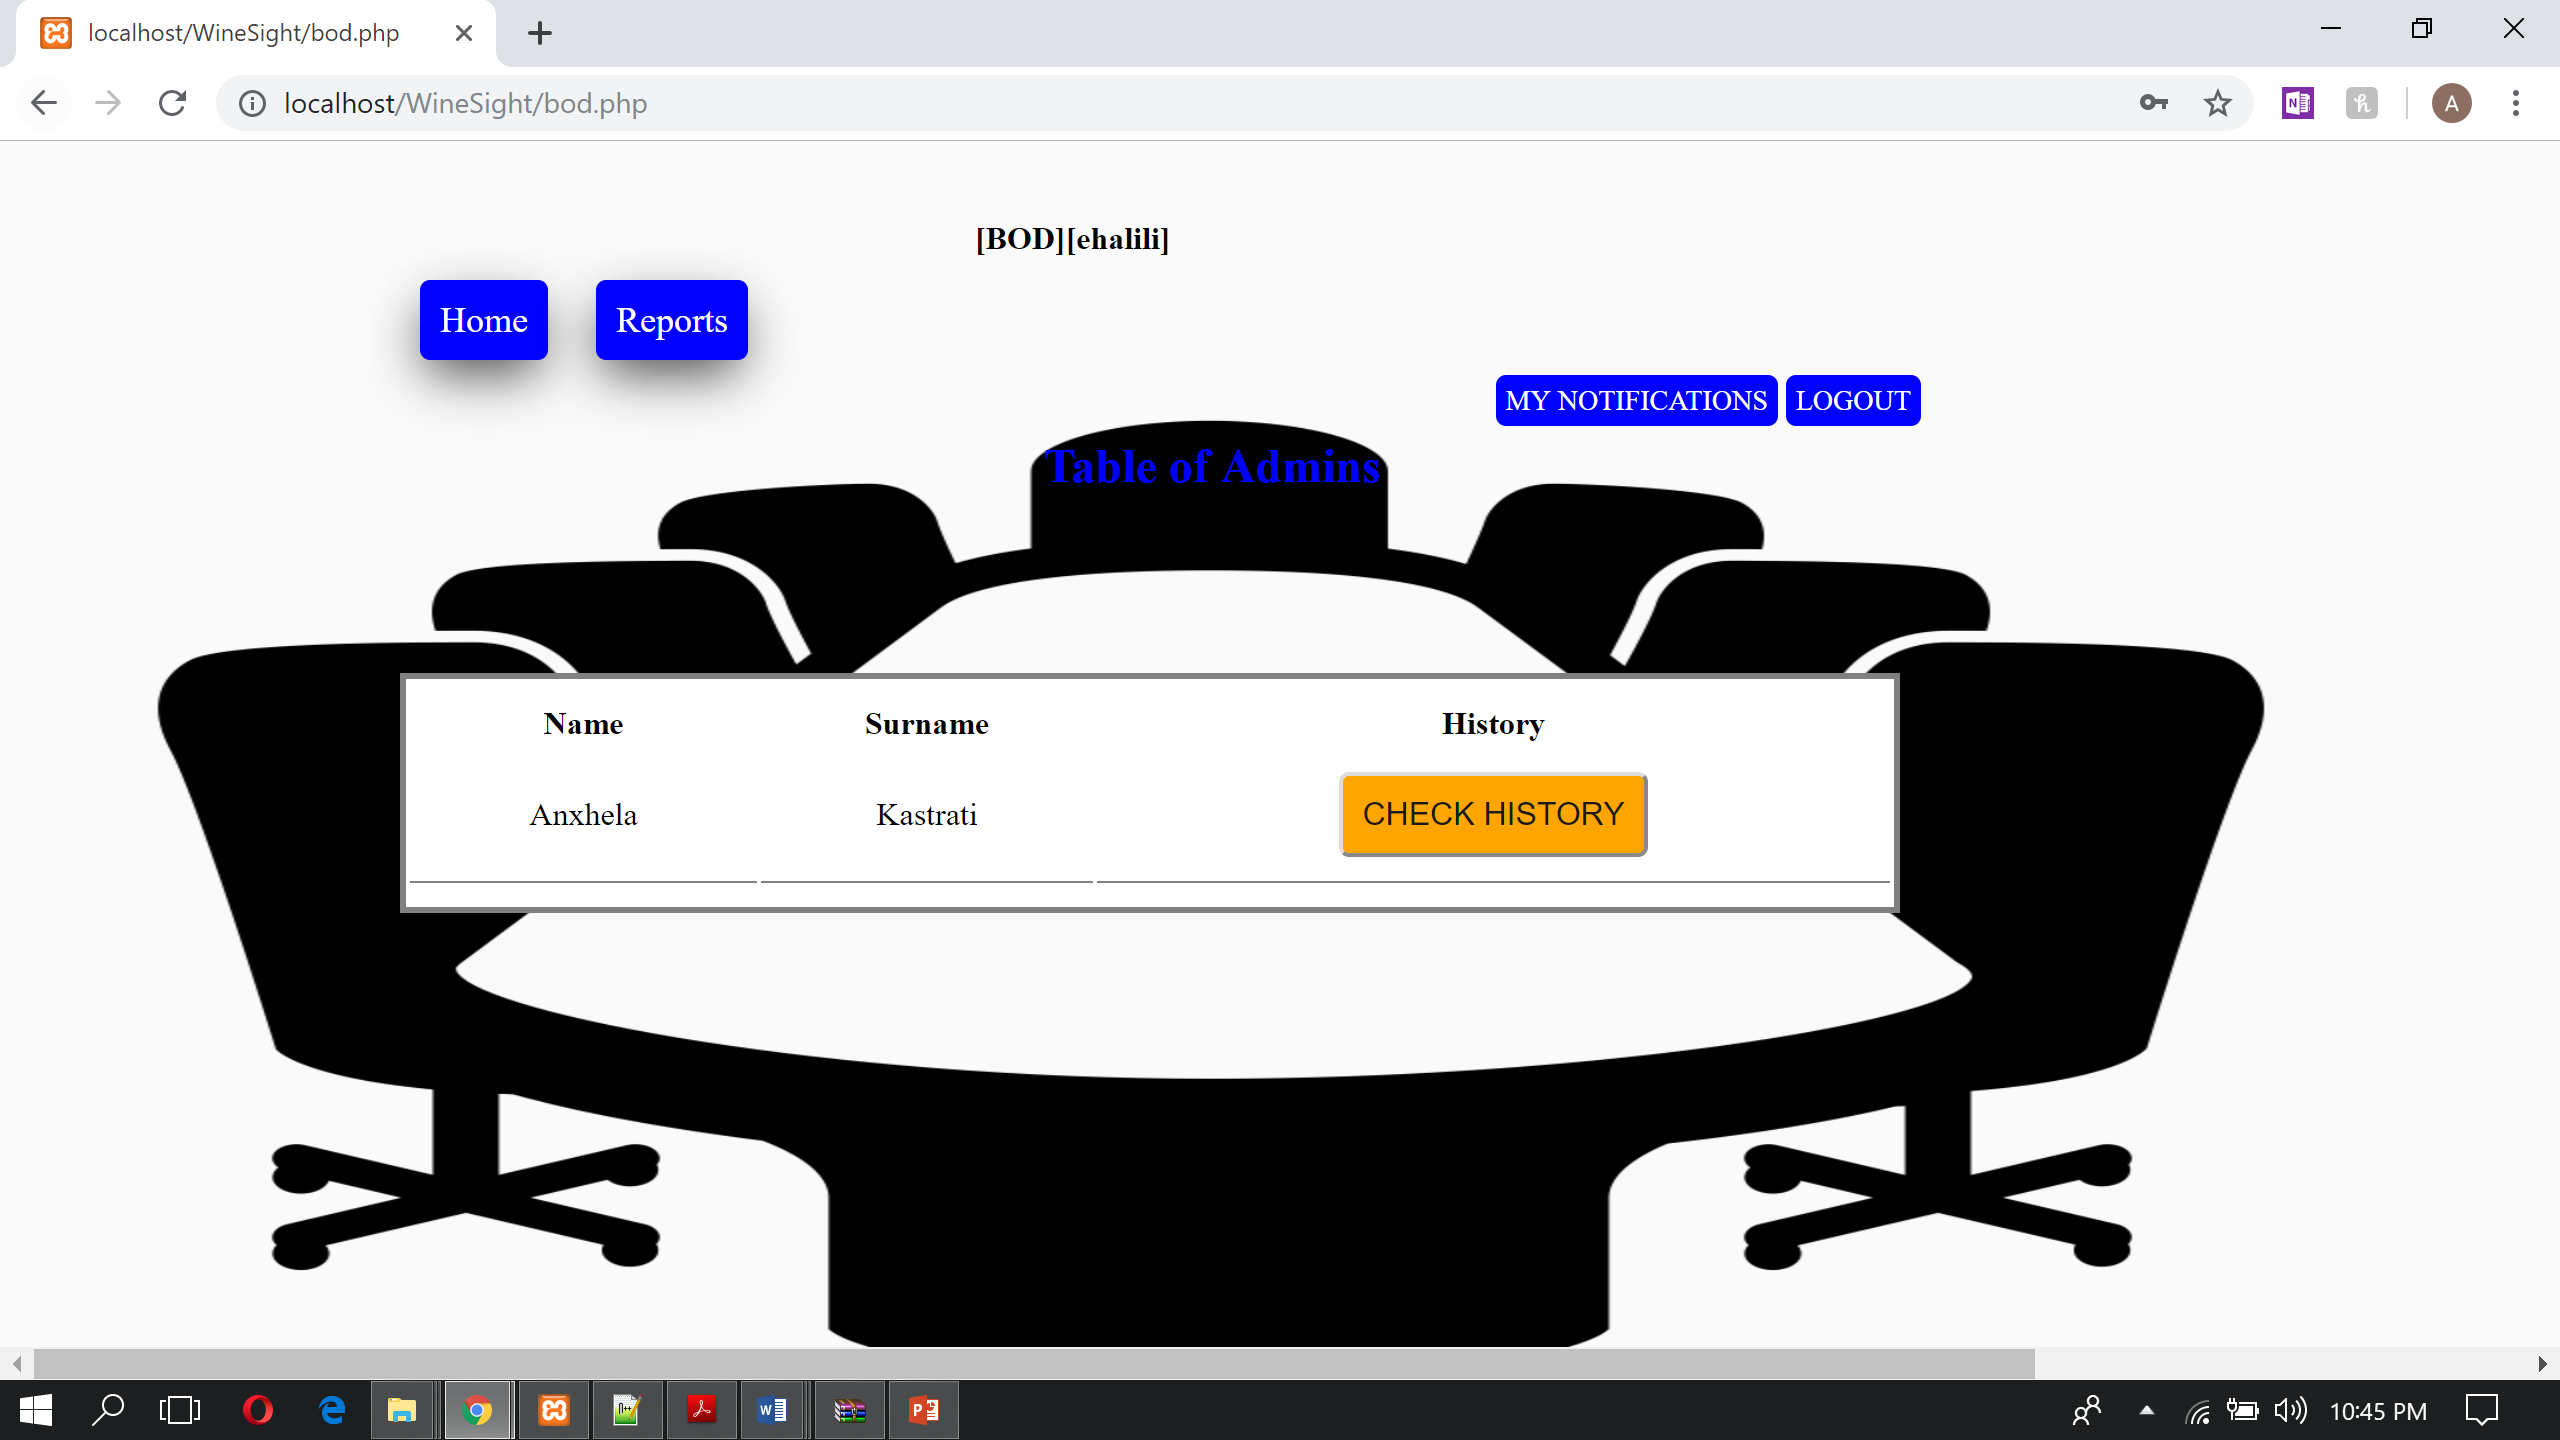 localhost/WineSight/bod.php
localhost/WineSight/bod.php
A
[BOD][ehalili]
Home Reports
MY NOTIFICATIONS LOGOUT
Table of Admins
Name Surname History
Anxhela Kastrati CHECK HISTORY
10:45 PM